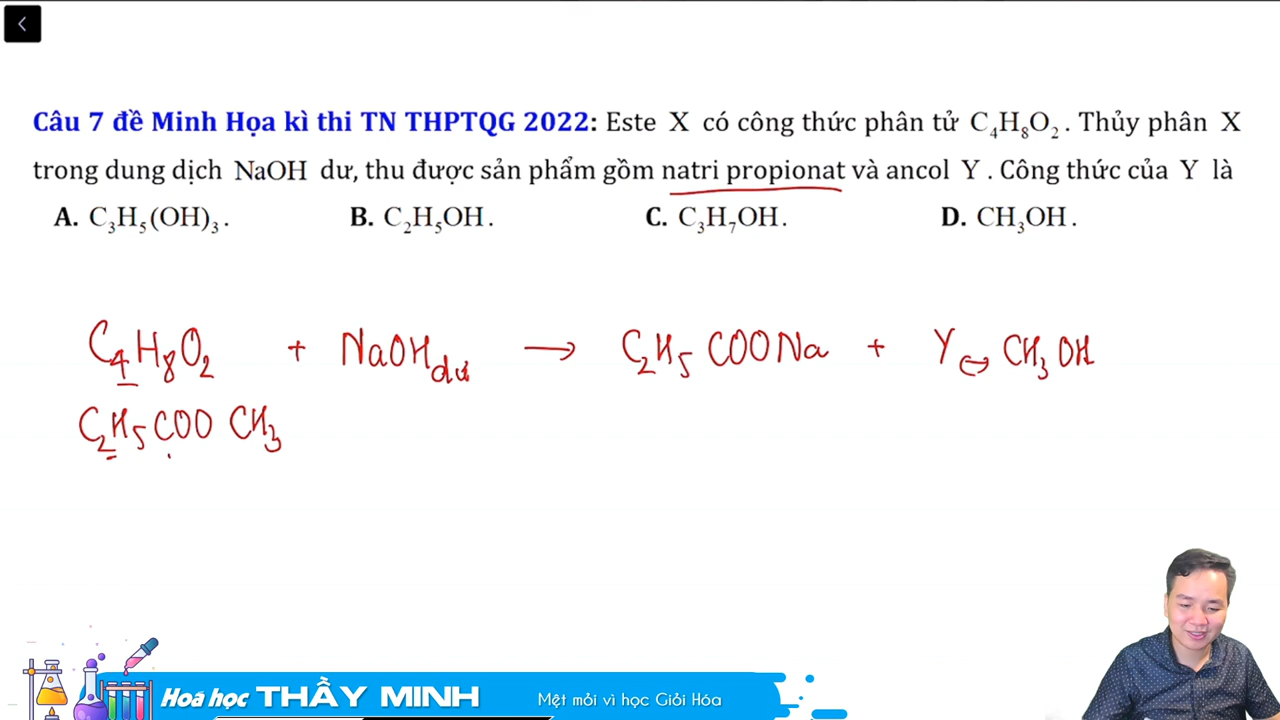 Câu 7 đề Minh Họa kì thi TN THPTQG 2022: Este X có công thức phân tử C₄H₈O₂. Thủy phân X
trong dung dịch NaOH dư, thu được sản phẩm gồm natri propionat và ancol Y. Công thức của Y là
A. C₃H₅(OH)₃. B. C₂H₅OH. C. C₃H₇OH. D. CH₃OH.
C₄H₈O₂ + NaOH dư → C₂H₅COONa + Y ↔ CH₃OH
C₂H₅COOCH₃
Hoá học THẦY MINH Mệt mỏi vì học Giỏi Hóa